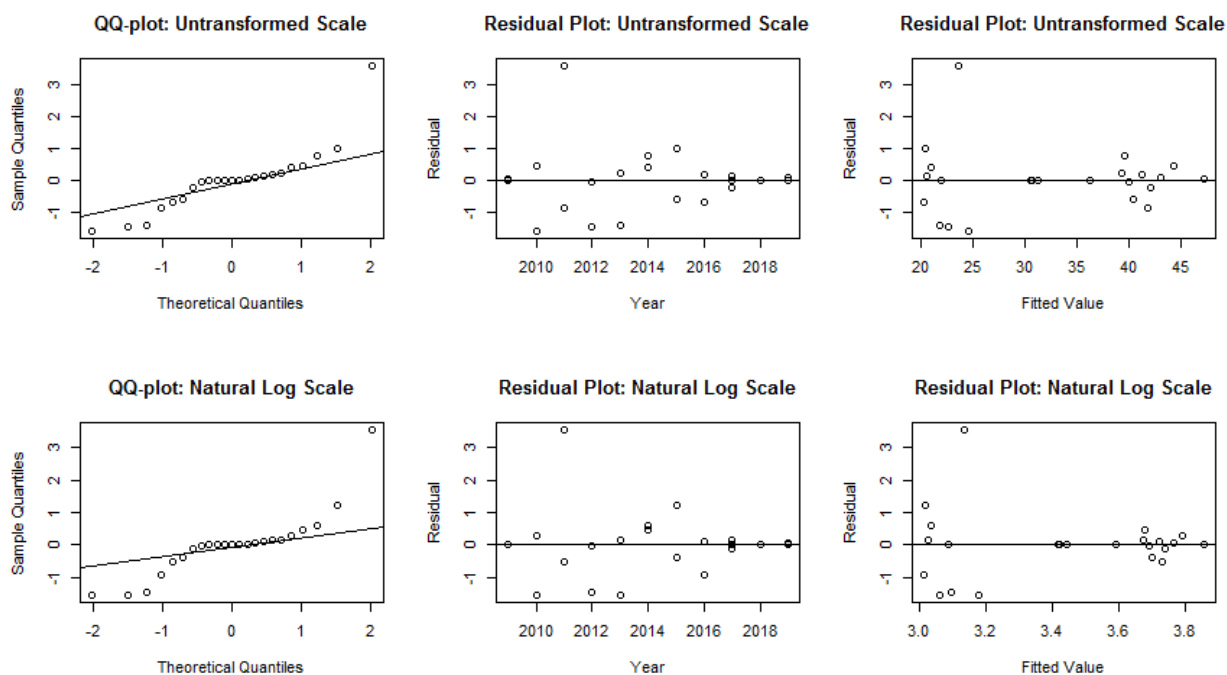 QQ-plot: Untransformed Scale
Sample Quantiles
3
2
1
0
-1
-2 -1 0 1 2
Theoretical Quantiles
Residual Plot: Untransformed Scale
Residual
3
2
1
0
-1
2010 2012 2014 2016 2018
Year
Residual Plot: Untransformed Scale
Residual
3
2
1
0
-1
20 25 30 35 40 45
Fitted Value
QQ-plot: Natural Log Scale
Sample Quantiles
3
2
1
0
-1
-2 -1 0 1 2
Theoretical Quantiles
Residual Plot: Natural Log Scale
Residual
3
2
1
0
-1
2010 2012 2014 2016 2018
Year
Residual Plot: Natural Log Scale
Residual
3
2
1
0
-1
3.0 3.2 3.4 3.6 3.8
Fitted Value